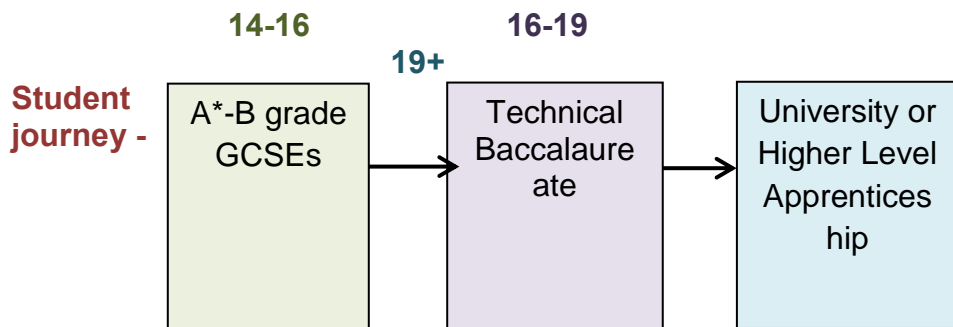 14-16
16-19
19+
Student
journey -
A*-B grade
GCSEs
Technical
Baccalaure
ate
University or
Higher Level
Apprentices
hip